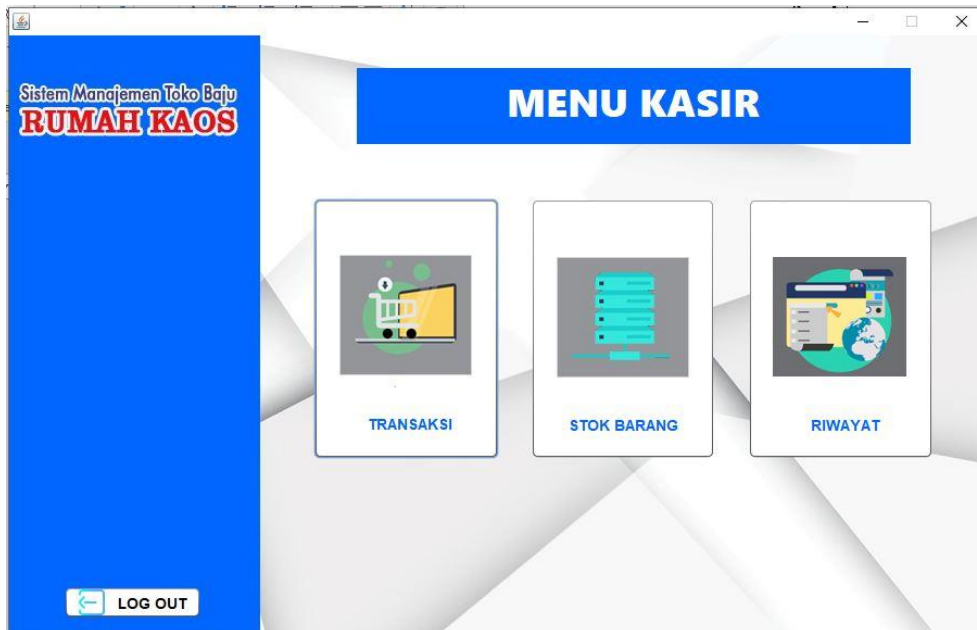 Sistem Manajemen Toko Baju
RUMAH KAOS
MENU KASIR
TRANSAKSI
STOK BARANG
RIWAYAT
LOG OUT